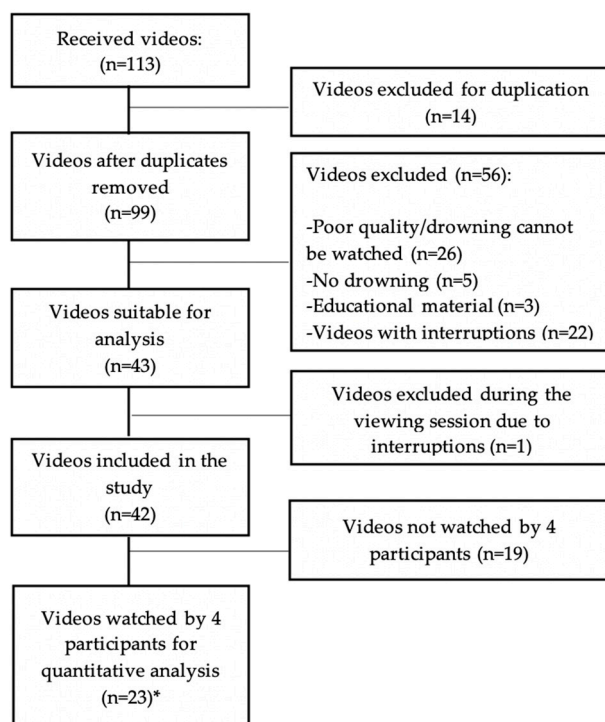 Received videos:
(n=113)
Videos excluded for duplication
(n=14)
Videos after duplicates
removed
(n=99)
Videos excluded (n=56):
-Poor quality/drowning cannot
be watched (n=26)
-No drowning (n=5)
-Educational material (n=3)
-Videos with interruptions (n=22)
Videos suitable for
analysis
(n=43)
Videos excluded during the
viewing session due to
interruptions (n=1)
Videos included in the
study
(n=42)
Videos not watched by 4
participants (n=19)
Videos watched by 4
participants for
quantitative analysis
(n=23)*